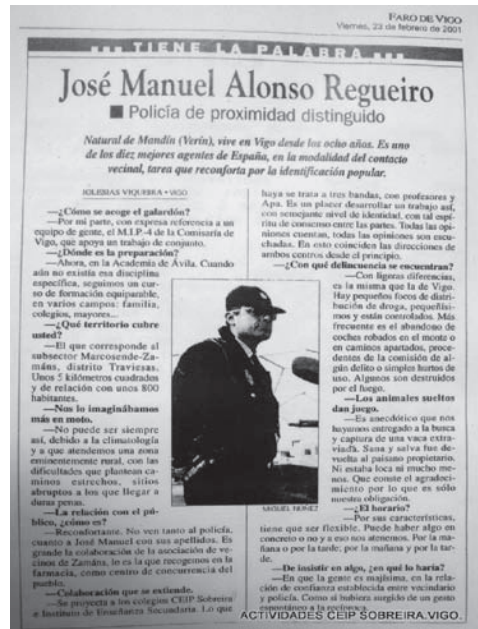 FARO DE VIGO
Viernes, 23 de febrero de 2001
TIENE LA PALABRA
José Manuel Alonso Regueiro
Policía de proximidad distinguido
Natural de Mandín (Verín), vive en Vigo desde los ocho años. Es uno
de los diez mejores agentes de España, en la modalidad del contacto
vecinal, tarea que reconforta por la identificación popular.
IGLESIAS VIQUEIRA • VIGO
—¿Cómo se acoge el galardón?
—Por mi parte, con expresa referencia a un
equipo de gente, el M.I.P.-4 de la Comisaría de
Vigo, que apoya un trabajo de conjunto.
—¿Dónde es la preparación?
—Ahora, en la Academia de Ávila. Cuando
aún no existía esa disciplina
específica, seguimos un cur-
so de formación equiparable,
en varios campos: familia,
colegios, mayores...
—¿Qué territorio cubre
usted?
—El que corresponde al
subsector Marcosende-Za-
máns, distrito Traviesas.
Unos 5 kilómetros cuadrados
y de relación con unos 800
habitantes.
—Nos lo imaginábamos
más en moto.
—No puede ser siempre
así, debido a la climatología
y a que atendemos una zona
eminentemente rural, con las
dificultades que plantean ca-
minos estrechos, sitios
abruptos a los que llegar a
duras penas.
—La relación con el pú-
blico, ¿cómo es?
—Reconfortante. No ven tanto al policía,
cuanto a José Manuel con sus apellidos. Es
grande la colaboración de la asociación de ve-
cinos de Zamáns, lo es la que recogemos en la
farmacia, como centro de concurrencia del
pueblo.
—Colaboración que se extiende.
—Se proyecta a los colegios CEIP Sobreira
e Instituto de Enseñanza Secundaria. Lo que
haya se trata a tres bandas, con profesores y
Apa. Es un placer desarrollar un trabajo así,
con semejante nivel de identidad, con tal espí-
ritu de consenso entre las partes. Todas las opi-
niones cuentan, todas las opiniones son escu-
chadas. En esto coinciden las direcciones de
ambos centros desde el principio.
—¿Con qué delincuencia se encuentran?
—Con ligeras diferencias,
es la misma que la de Vigo.
Hay pequeños focos de distri-
bución de droga, pequeñísi-
mos y están controlados. Más
frecuente es el abandono de
coches robados en el monte o
en caminos apartados, proce-
dentes de la comisión de al-
gún delito o simples hurtos de
uso. Algunos son destruidos
por el fuego.
—Los animales sueltos
dan juego.
—Es anecdótico que nos
hayamos entregado a la busca
y captura de una vaca extra-
viada. Sana y salva fue de-
vuelta al paisano propietario.
Ni estaba loca ni mucho me-
nos. Que conste el agradeci-
miento por lo que es sólo
nuestra obligación.
MIGUEL NÚÑEZ
—¿El horario?
—Por sus características,
tiene que ser flexible. Puede haber algo en
concreto o no y a eso nos atenemos. Por la ma-
ñana o por la tarde; por la mañana y por la tar-
de.
—De insistir en algo, ¿en qué lo haría?
—En que la gente es majísima, en la rela-
ción de confianza establecida entre vecindario
y policía. Como si hubiera surgido de un gesto
espontáneo a la recíproca.
ACTIVIDADES CEIP SOBREIRA.VIGO.